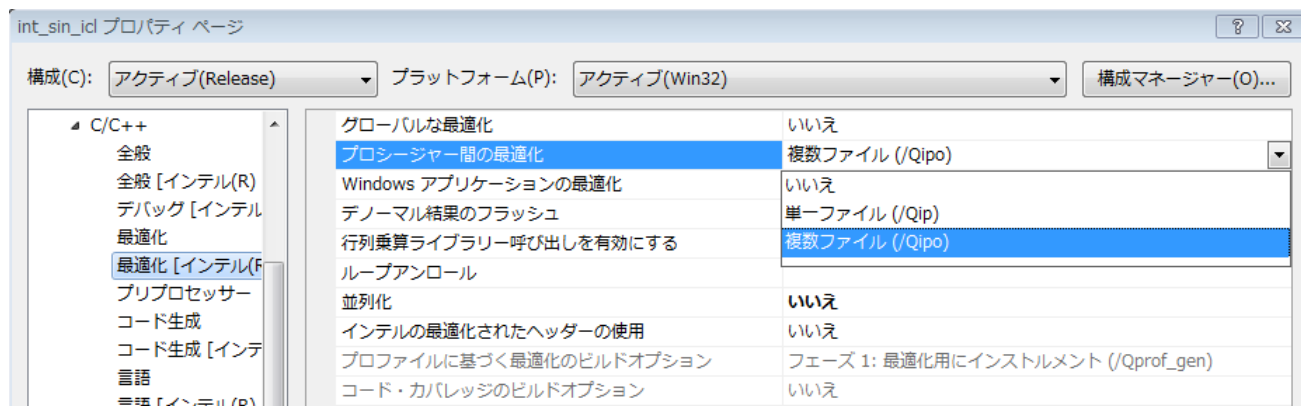 int_sin_icl プロパティ ページ
構成(C): アクティブ(Release) プラットフォーム(P): アクティブ(Win32) 構成マネージャー(O)...
C/C++
全般
全般 [インテル(R)
デバッグ [インテル
最適化
最適化 [インテル(R
プリプロセッサー
コード生成
コード生成 [インテ
言語
言語 [インテル(R)
グローバルな最適化 いいえ
プロシージャー間の最適化 複数ファイル (/Qipo)
Windows アプリケーションの最適化
デノーマル結果のフラッシュ
行列乗算ライブラリー呼び出しを有効にする
ループアンロール
いいえ
単一ファイル (/Qip)
複数ファイル (/Qipo)
並列化 いいえ
インテルの最適化されたヘッダーの使用 いいえ
プロファイルに基づく最適化のビルドオプション フェーズ 1: 最適化用にインストルメント (/Qprof_gen)
コード・カバレッジのビルドオプション いいえ